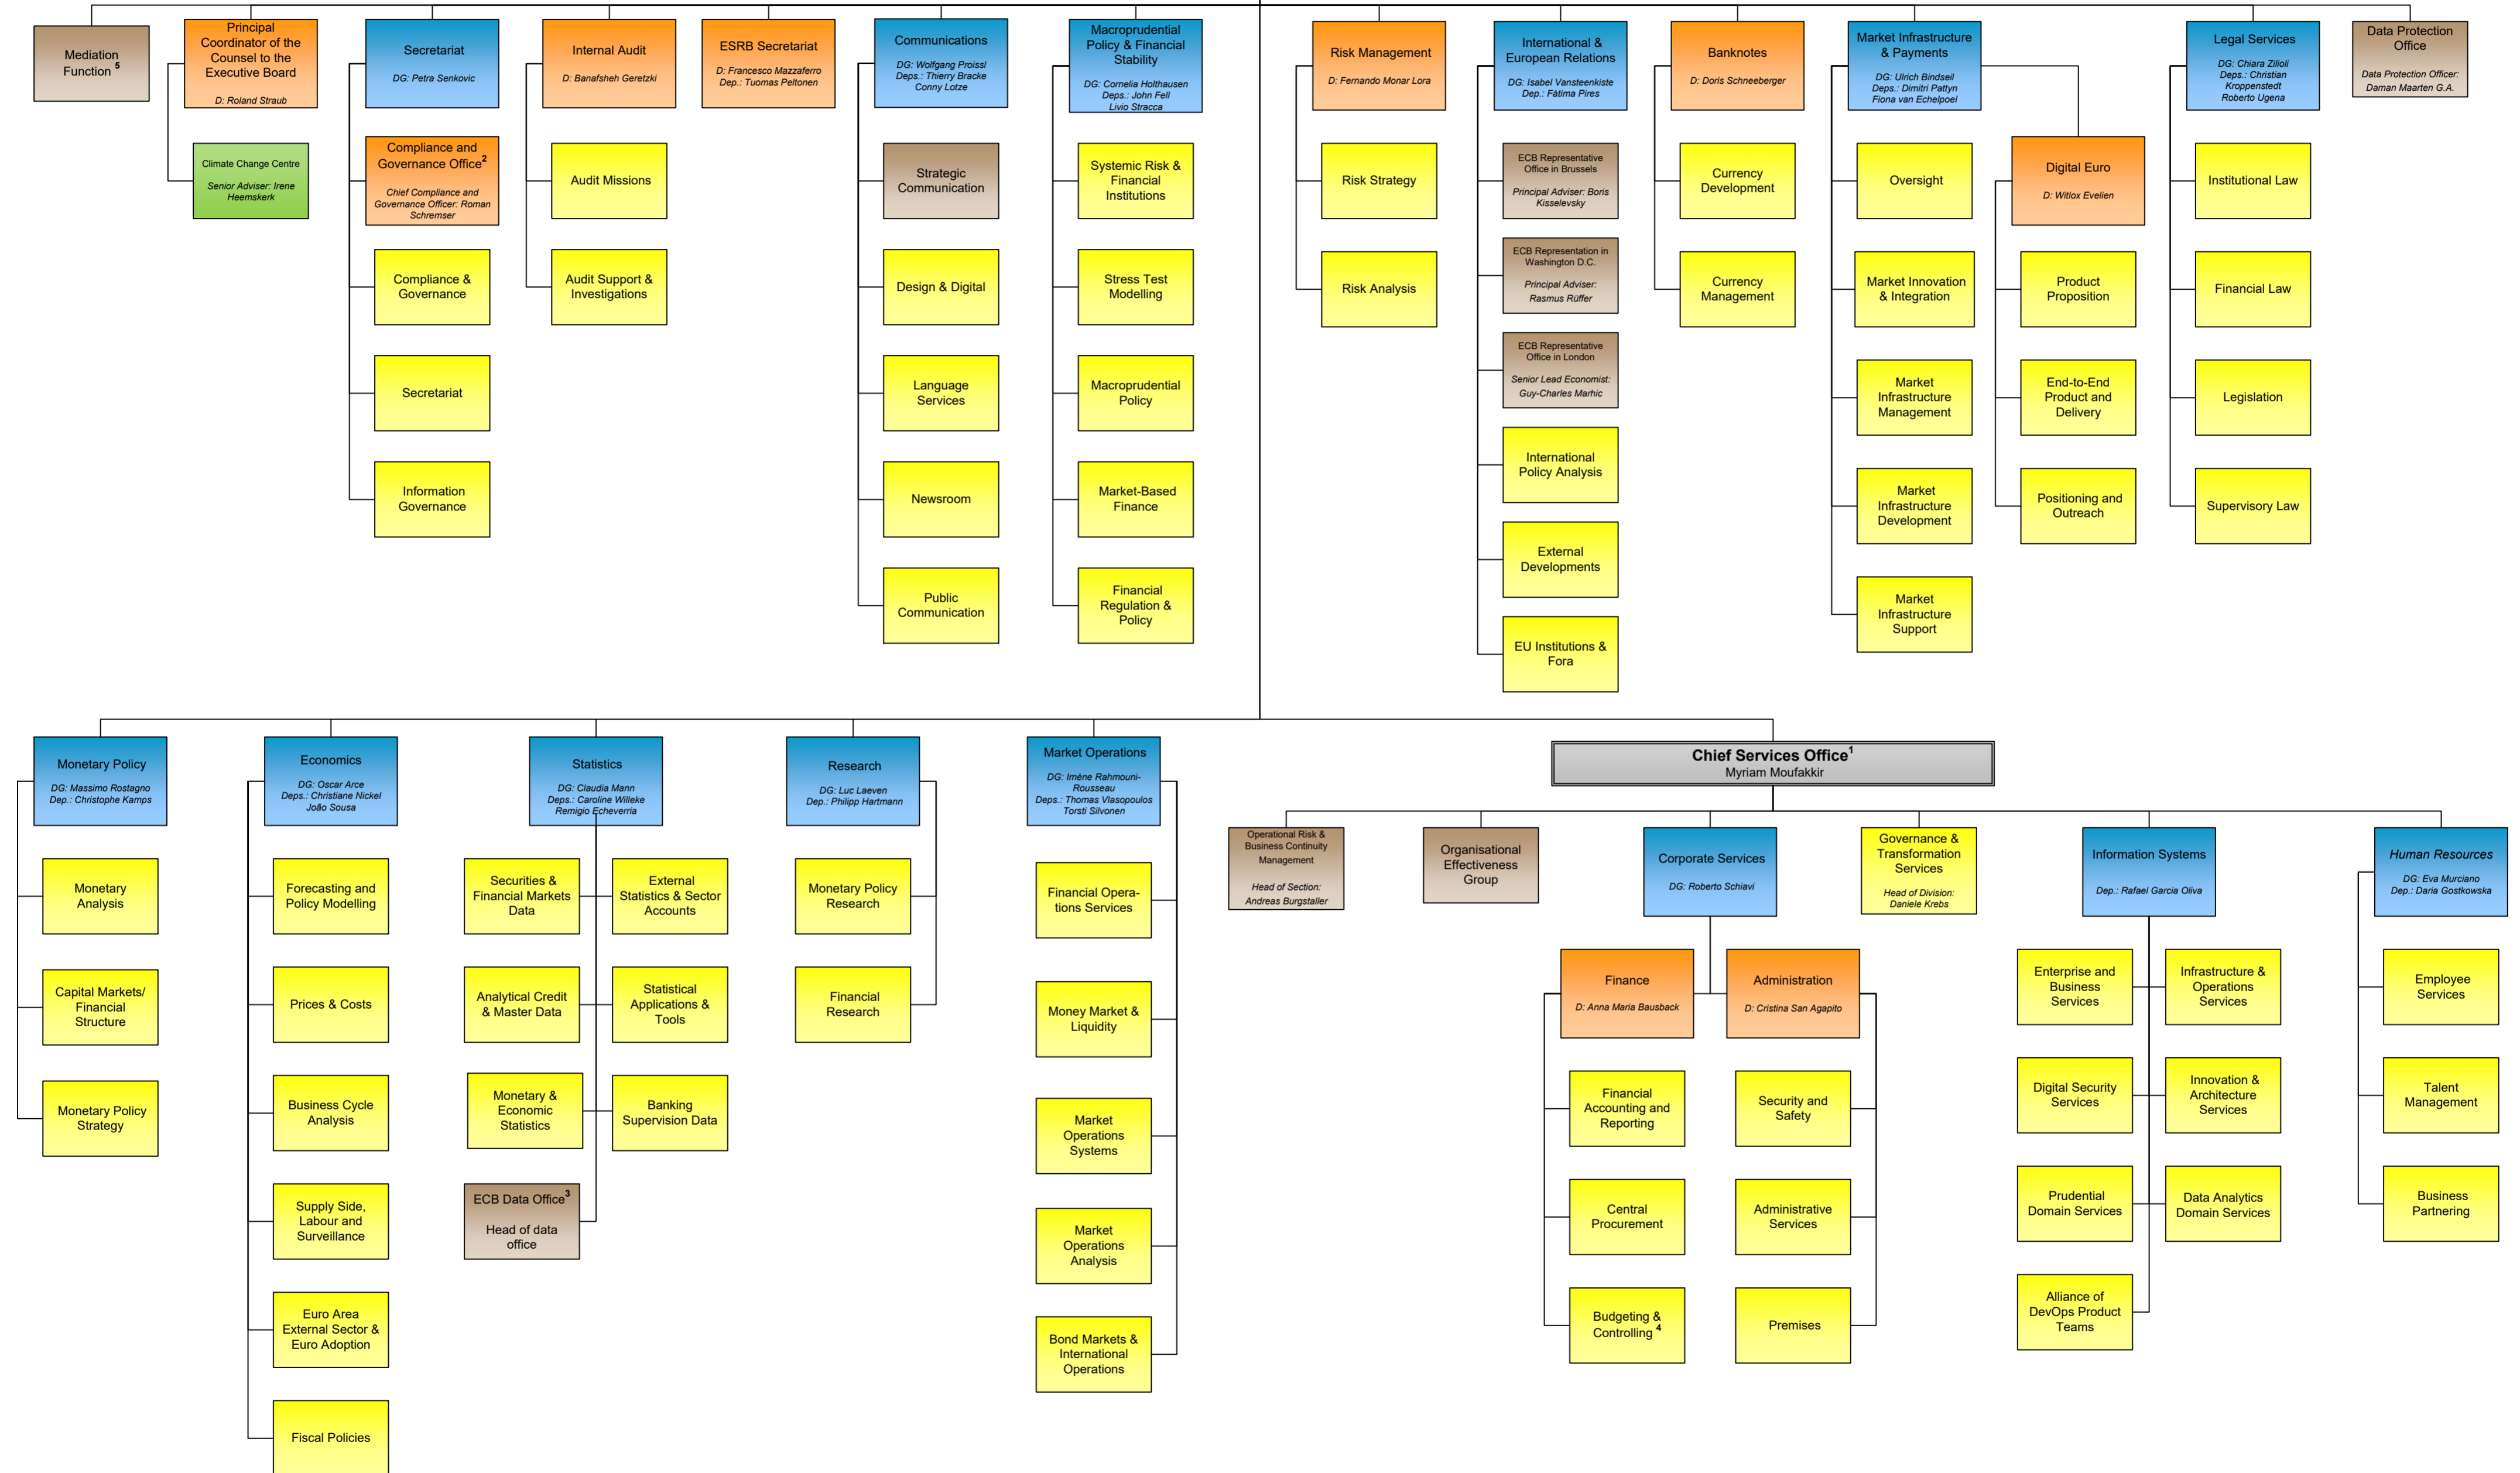 Mediation
Function 5
Principal
Coordinator of the
Counsel to the
Executive Board
D: Roland Straub
Climate Change Centre
Senior Adviser: Irene
Heemskerk
Secretariat
DG: Petra Senkovic
Compliance and
Governance Office2
Chief Compliance and
Governance Officer: Roman
Schremser
Compliance &
Governance
Secretariat
Information
Governance
Internal Audit
D: Banafsheh Geretzki
Audit Missions
Audit Support &
Investigations
ESRB Secretariat
D: Francesco Mazzaferro
Dep.: Tuomas Peltonen
Communications
DG: Wolfgang Proissl
Deps.: Thierry Bracke
Conny Lotze
Strategic
Communication
Design & Digital
Language
Services
Newsroom
Public
Communication
Macroprudential
Policy & Financial
Stability
DG: Cornelia Holthausen
Deps.: John Fell
Livio Stracca
Systemic Risk &
Financial
Institutions
Stress Test
Modelling
Macroprudential
Policy
Market-Based
Finance
Financial
Regulation &
Policy
Risk Management
D: Fernando Monar Lora
Risk Strategy
Risk Analysis
International &
European Relations
DG: Isabel Vansteenkiste
Dep.: Fátima Pires
ECB Representative
Office in Brussels
Principal Adviser: Boris
Kisselevsky
ECB Representation in
Washington D.C.
Principal Adviser:
Rasmus Rüffer
ECB Representative
Office in London
Senior Lead Economist:
Guy-Charles Marhic
International
Policy Analysis
External
Developments
EU Institutions &
Fora
Banknotes
D: Doris Schneeberger
Currency
Development
Currency
Management
Market Infrastructure
& Payments
DG: Ulrich Bindseil
Deps.: Dimitri Pattyn
Fiona van Echelpoel
Oversight
Market Innovation
& Integration
Market
Infrastructure
Management
Market
Infrastructure
Development
Market
Infrastructure
Support
Digital Euro
D: Witlox Evelien
Product
Proposition
End-to-End
Product and
Delivery
Positioning and
Outreach
Legal Services
DG: Chiara Zilioli
Deps.: Christian
Kroppenstedt
Roberto Ugena
Institutional Law
Financial Law
Legislation
Supervisory Law
Data Protection
Office
Data Protection Officer:
Daman Maarten G.A.
Monetary Policy
DG: Massimo Rostagno
Dep.: Christophe Kamps
Monetary
Analysis
Capital Markets/
Financial
Structure
Monetary Policy
Strategy
Economics
DG: Oscar Arce
Deps.: Christiane Nickel
João Sousa
Forecasting and
Policy Modelling
Prices & Costs
Business Cycle
Analysis
Supply Side,
Labour and
Surveillance
Euro Area
External Sector &
Euro Adoption
Fiscal Policies
Statistics
DG: Claudia Mann
Deps.: Caroline Willeke
Remigio Echeverria
Securities &
Financial Markets
Data
External
Statistics & Sector
Accounts
Analytical Credit
& Master Data
Statistical
Applications &
Tools
Monetary &
Economic
Statistics
Banking
Supervision Data
ECB Data Office3
Head of data
office
Research
DG: Luc Laeven
Dep.: Philipp Hartmann
Monetary Policy
Research
Financial
Research
Market Operations
DG: Imène Rahmouni-
Rousseau
Deps.: Thomas Vlasopoulos
Torsti Silvonen
Financial Opera-
tions Services
Money Market &
Liquidity
Market
Operations
Systems
Market
Operations
Analysis
Bond Markets &
International
Operations
Chief Services Office1
Myriam Moufakkir
Operational Risk &
Business Continuity
Management
Head of Section:
Andreas Burgstaller
Organisational
Effectiveness
Group
Corporate Services
DG: Roberto Schiavi
Finance
D: Anna Maria Bausback
Financial
Accounting and
Reporting
Central
Procurement
Budgeting &
Controlling 4
Administration
D: Cristina San Agapito
Security and
Safety
Administrative
Services
Premises
Governance &
Transformation
Services
Head of Division:
Daniele Krebs
Information Systems
Dep.: Rafael Garcia Oliva
Enterprise and
Business
Services
Infrastructure &
Operations
Services
Digital Security
Services
Innovation &
Architecture
Services
Prudential
Domain Services
Data Analytics
Domain Services
Alliance of
DevOps Product
Teams
Human Resources
DG: Eva Murciano
Dep.: Daria Gostkowska
Employee
Services
Talent
Management
Business
Partnering